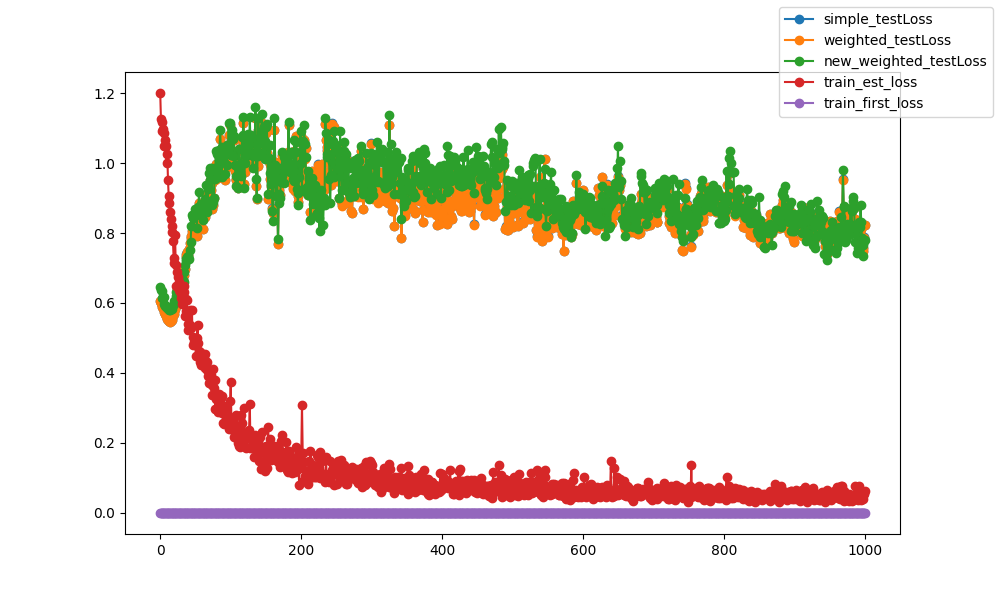 simple_testLoss
weighted_testLoss
new_weighted_testLoss
train_est_loss
train_first_loss
1.2
1.0
0.8
0.6
0.4
0.2
0.0
0 200 400 600 800 1000